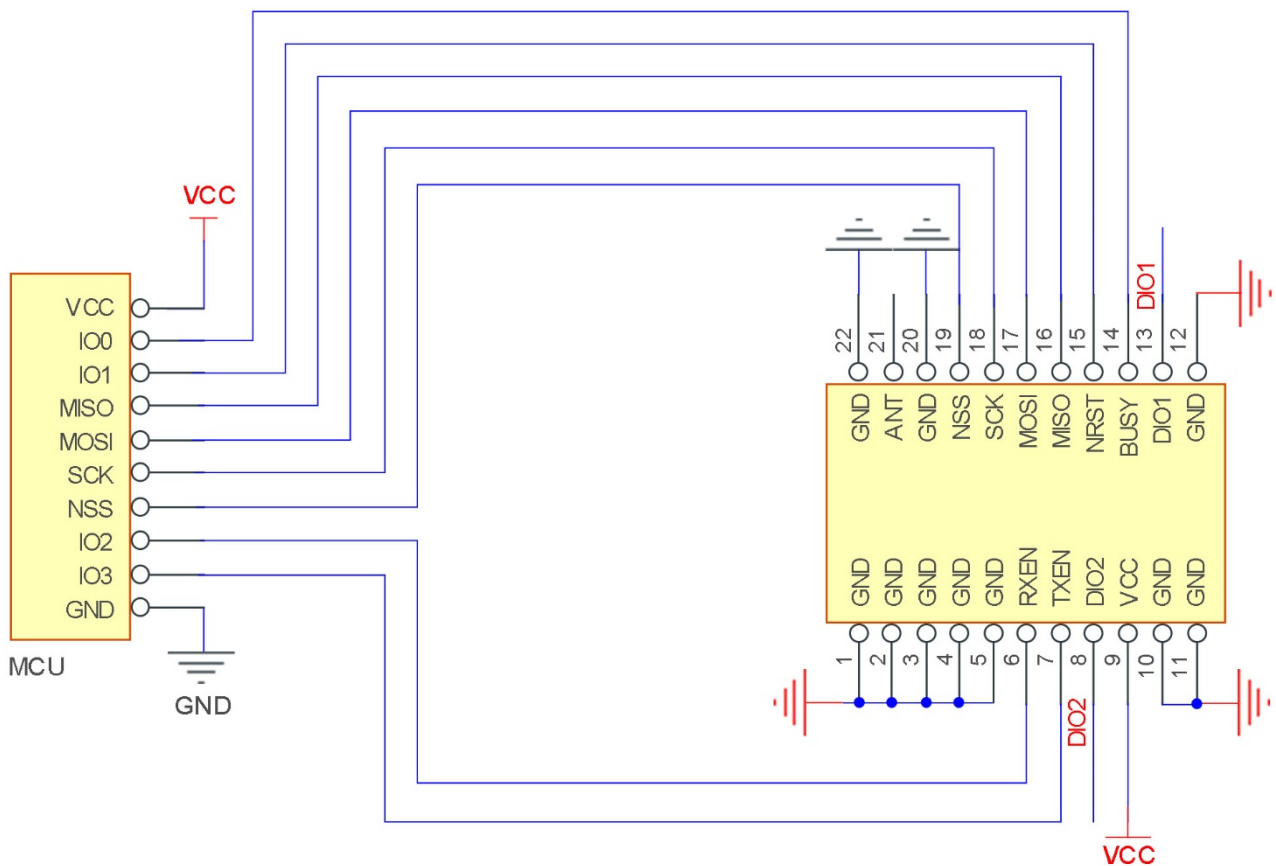 VCC
VCC
IO0
IO1
MISO
MOSI
SCK
NSS
IO2
IO3
GND
MCU
GND
DIO1
22
21
20
19
18
17
16
15
14
13
12
GND
ANT
GND
NSS
SCK
MOSI
MISO
NRST
BUSY
DIO1
GND
GND
GND
GND
GND
GND
RXEN
TXEN
DIO2
VCC
GND
GND
1
2
3
4
5
6
7
8
9
10
11
DIO2
VCC